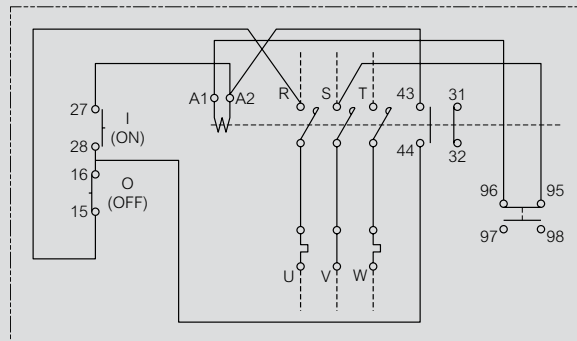 R S T 43 31
A1 A2
27 I
(ON)
28
44 32
16 O
(OFF)
15
96 95
97 98
U V W